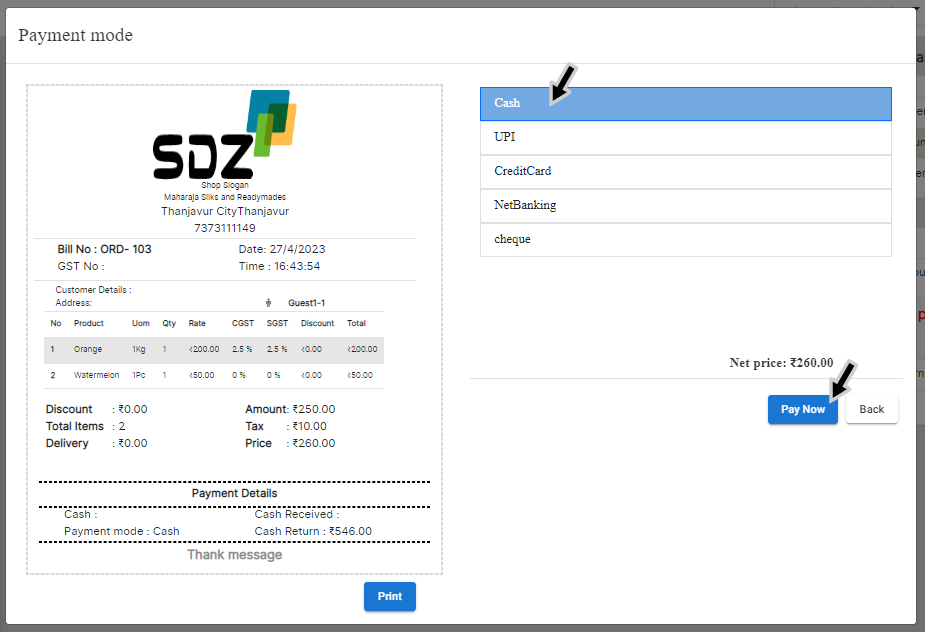 Payment mode
SDZ
Shop Slogan
Maharaja Silks and Readymades
Thanjavur CityThanjavur
7373111149
Bill No : ORD- 103 Date: 27/4/2023
GST No : Time : 16:43:54
Customer Details :
Address: Guest1-1
No Product Uom Qty Rate CGST SGST Discount Total
1 Orange 1Kg 1 ₹200.00 2.5 % 2.5 % ₹0.00 ₹200.00
2 Watermelon 1Pc 1 ₹50.00 0 % 0 % ₹0.00 ₹50.00
Discount : ₹0.00 Amount: ₹250.00
Total Items : 2 Tax : ₹10.00
Delivery : ₹0.00 Price : ₹260.00
Payment Details
Cash : Cash Received :
Payment mode : Cash Cash Return : ₹546.00
Thank message
Print
Cash
UPI
CreditCard
NetBanking
cheque
Net price: ₹260.00
Pay Now Back